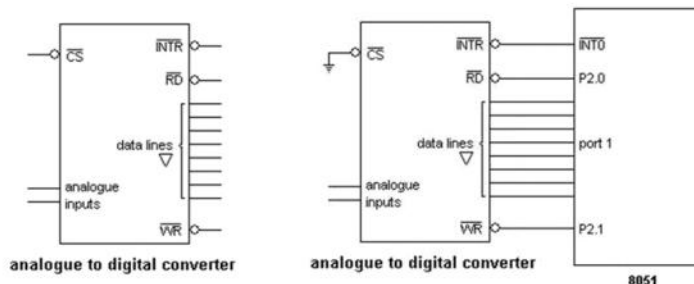 CS
INTR
RD
data lines
analogue
inputs
WR
analogue to digital converter
CS
INTR
RD
data lines
analogue
inputs
WR
analogue to digital converter
INT0
P2.0
port 1
P2.1
8051